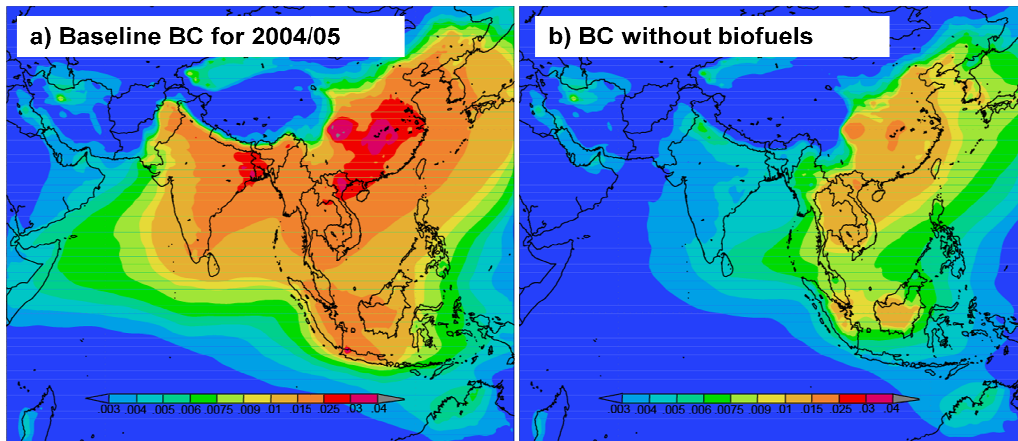 a) Baseline BC for 2004/05
b) BC without biofuels
.003 .004 .005 .006 .0075 .009 .01 .015 .025 .03 .04
.003 .004 .005 .006 .0075 .009 .01 .015 .025 .03 .04